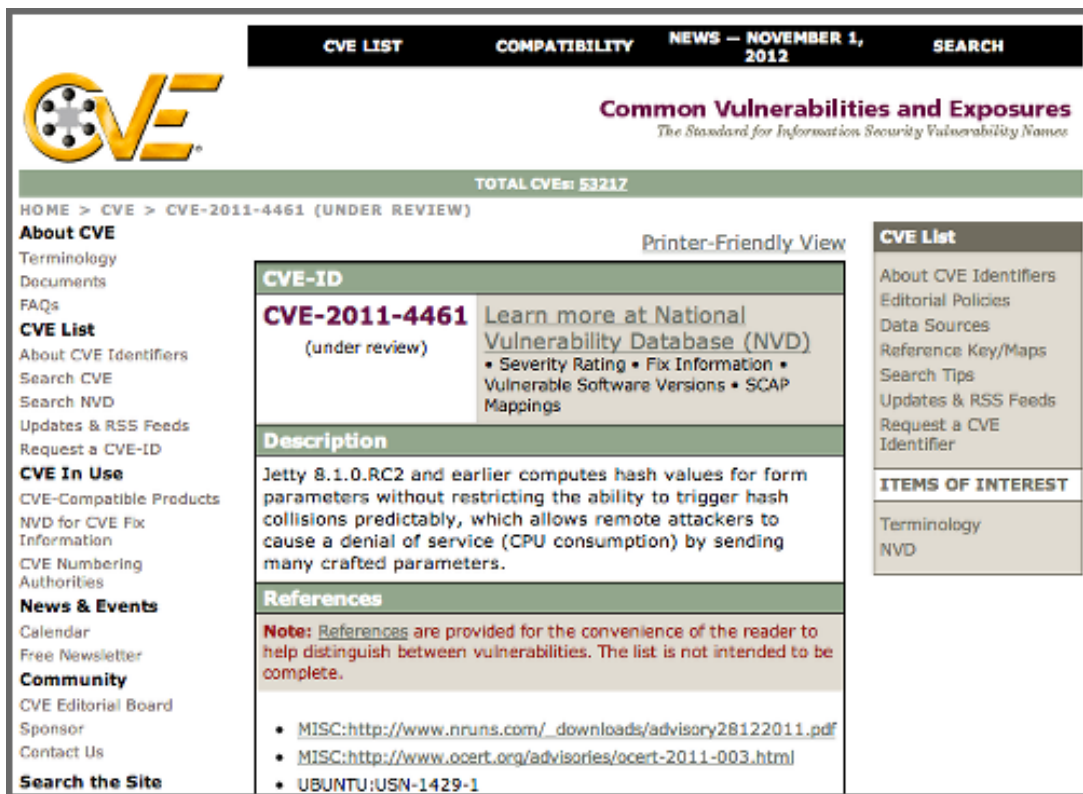 CVE LIST
COMPATIBILITY
NEWS — NOVEMBER 1,
2012
SEARCH
CVE
Common Vulnerabilities and Exposures
The Standard for Information Security Vulnerability Names
TOTAL CVEs: 53217
HOME > CVE > CVE-2011-4461 (UNDER REVIEW)
About CVE
Terminology
Documents
FAQs
CVE List
About CVE Identifiers
Search CVE
Search NVD
Updates & RSS Feeds
Request a CVE-ID
CVE In Use
CVE-Compatible Products
NVD for CVE Fix
Information
CVE Numbering
Authorities
News & Events
Calendar
Free Newsletter
Community
CVE Editorial Board
Sponsor
Contact Us
Search the Site
Printer-Friendly View
CVE-ID
CVE-2011-4461
(under review)
Learn more at National
Vulnerability Database (NVD)
• Severity Rating • Fix Information •
Vulnerable Software Versions • SCAP
Mappings
Description
Jetty 8.1.0.RC2 and earlier computes hash values for form
parameters without restricting the ability to trigger hash
collisions predictably, which allows remote attackers to
cause a denial of service (CPU consumption) by sending
many crafted parameters.
References
Note: References are provided for the convenience of the reader to
help distinguish between vulnerabilities. The list is not intended to be
complete.
• MISC:http://www.nruns.com/_downloads/advisory28122011.pdf
• MISC:http://www.ocert.org/advisories/ocert-2011-003.html
• UBUNTU:USN-1429-1
CVE List
About CVE Identifiers
Editorial Policies
Data Sources
Reference Key/Maps
Search Tips
Updates & RSS Feeds
Request a CVE
Identifier
ITEMS OF INTEREST
Terminology
NVD